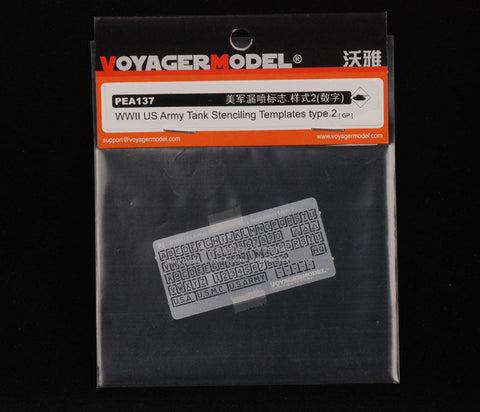 VOYAGERMODEL® 沃雅
PEA137 美军漏喷标志.样式2(数字)
WWII US Army Tank Stenciling Templates type.2 [GP]
support@voyagermodel.com www.voyagermodel.com
U.S.A. U.S.M.C. U.S.ARMY
VOYAGERMODEL